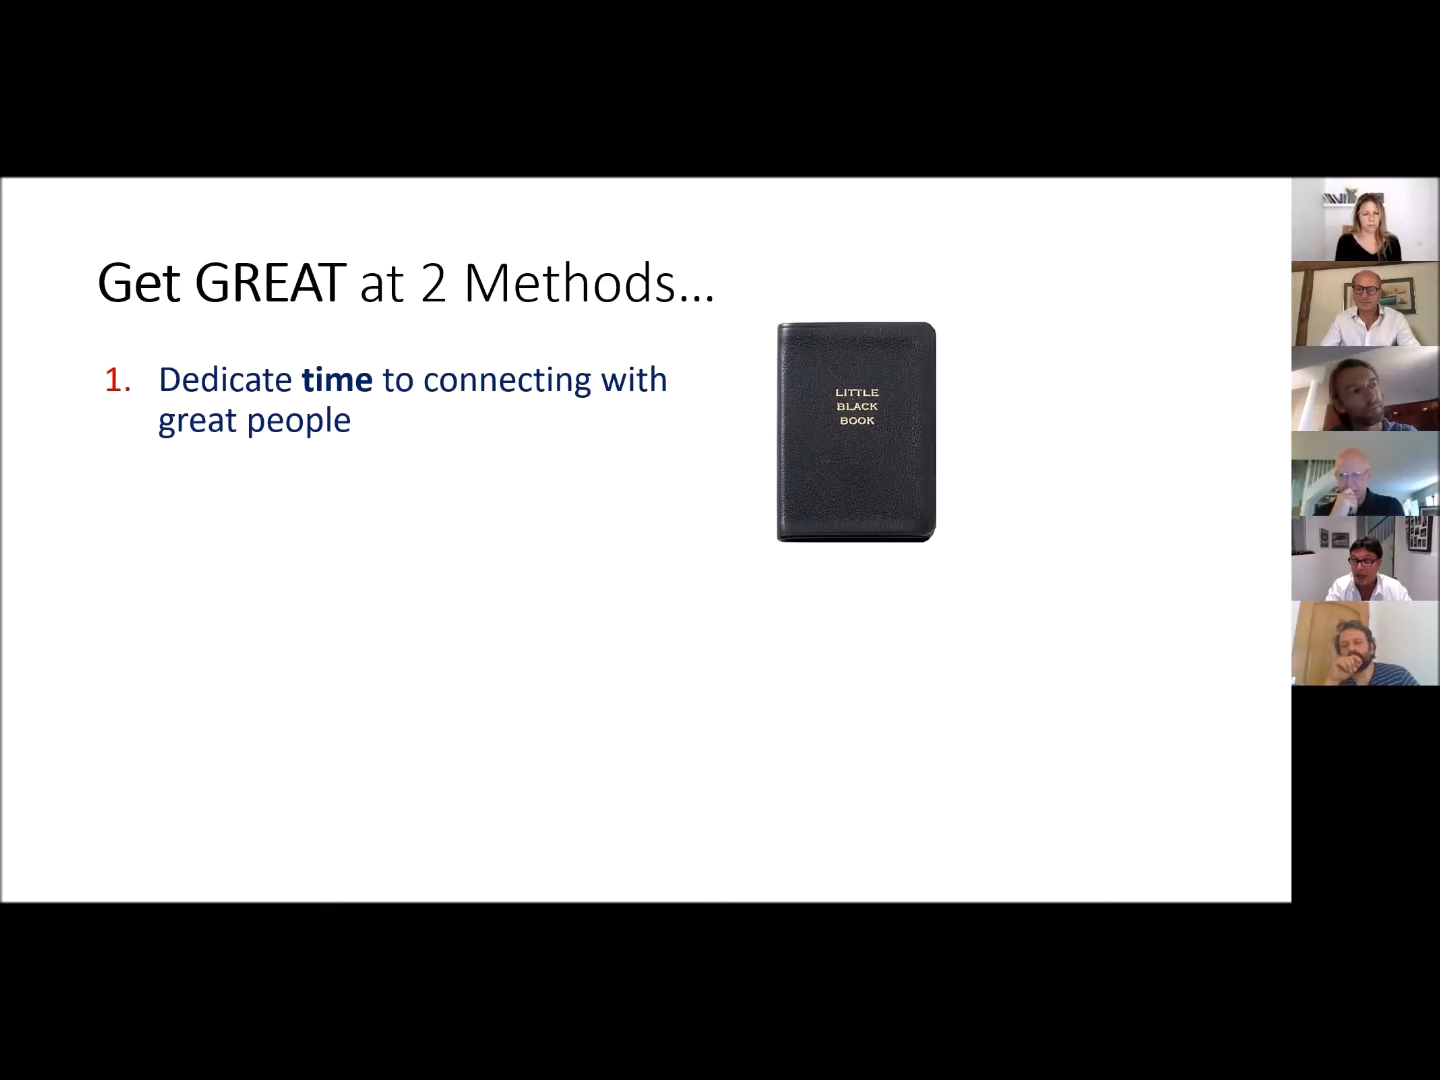 Get GREAT at 2 Methods...
1. Dedicate time to connecting with
great people
LITTLE
BLACK
BOOK